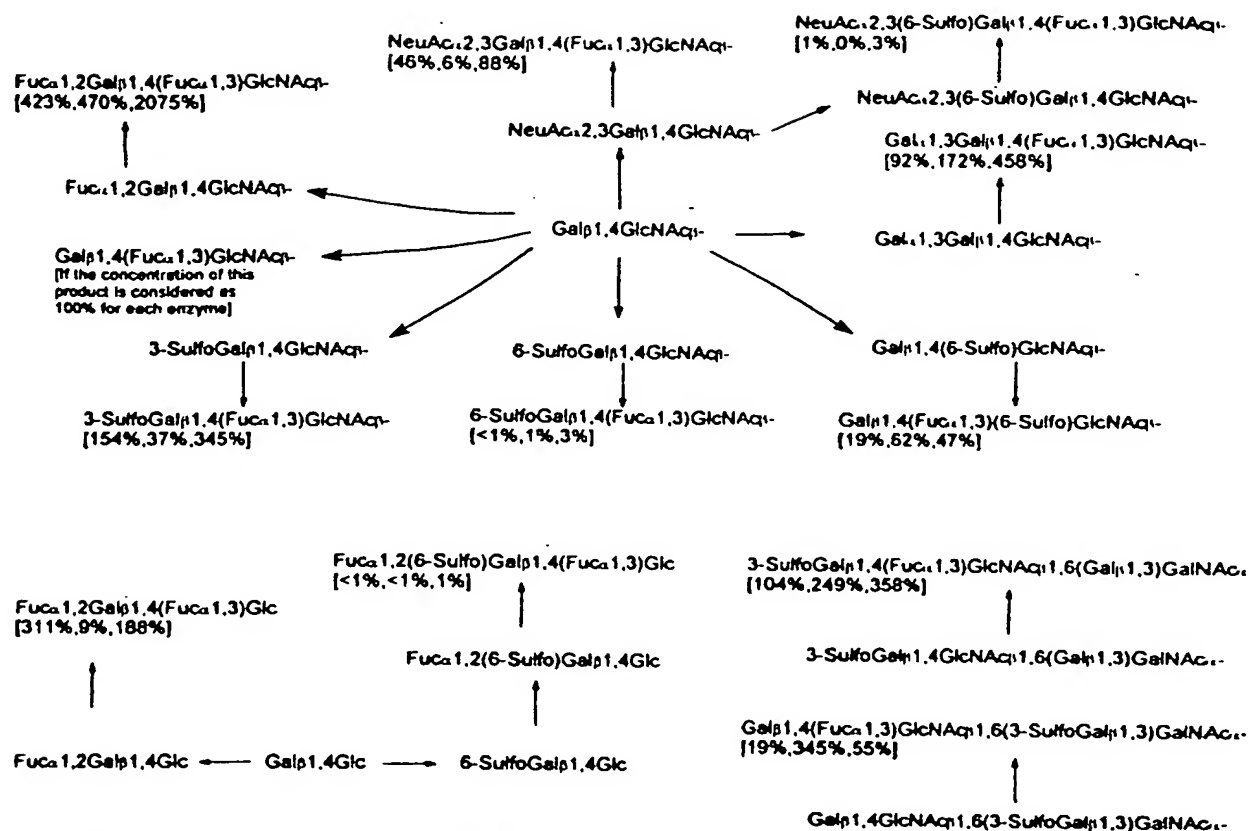 NeuAcα2,3(6-Sulfo)Galβ1,4(Fucα1,3)GlcNAcβ-
[1%,0%,3%]
NeuAcα2,3Galβ1,4(Fucα1,3)GlcNAcβ-
[46%,6%,88%]
Fucα1,2Galβ1,4(Fucα1,3)GlcNAcβ-
[423%,470%,2075%]
NeuAcα2,3(6-Sulfo)Galβ1,4GlcNAcβ-
NeuAcα2,3Galβ1,4GlcNAcβ-
Galα1,3Galβ1,4(Fucα1,3)GlcNAcβ-
[92%,172%,458%]
Fucα1,2Galβ1,4GlcNAcβ-
Galβ1,4GlcNAcβ-
Galα1,3Galβ1,4GlcNAcβ-
Galβ1,4(Fucα1,3)GlcNAcβ-
[If the concentration of this
product is considered as
100% for each enzyme]
3-SulfoGalβ1,4GlcNAcβ-
6-SulfoGalβ1,4GlcNAcβ-
Galβ1,4(6-Sulfo)GlcNAcβ-
3-SulfoGalβ1,4(Fucα1,3)GlcNAcβ-
[154%,37%,345%]
6-SulfoGalβ1,4(Fucα1,3)GlcNAcβ-
[<1%,1%,3%]
Galβ1,4(Fucα1,3)(6-Sulfo)GlcNAcβ-
[19%,62%,47%]
Fucα1,2(6-Sulfo)Galβ1,4(Fucα1,3)Glc
[<1%,<1%,1%]
3-SulfoGalβ1,4(Fucα1,3)GlcNAcβ1,6(Galβ1,3)GalNAcα-
[104%,249%,358%]
Fucα1,2Galβ1,4(Fucα1,3)Glc
[311%,9%,188%]
Fucα1,2(6-Sulfo)Galβ1,4Glc
3-SulfoGalβ1,4GlcNAcβ1,6(Galβ1,3)GalNAcα-
Galβ1,4(Fucα1,3)GlcNAcβ1,6(3-SulfoGalβ1,3)GalNAcα-
[19%,345%,55%]
Fucα1,2Galβ1,4Glc
Galβ1,4Glc
6-SulfoGalβ1,4Glc
Galβ1,4GlcNAcβ1,6(3-SulfoGalβ1,3)GalNAcα-